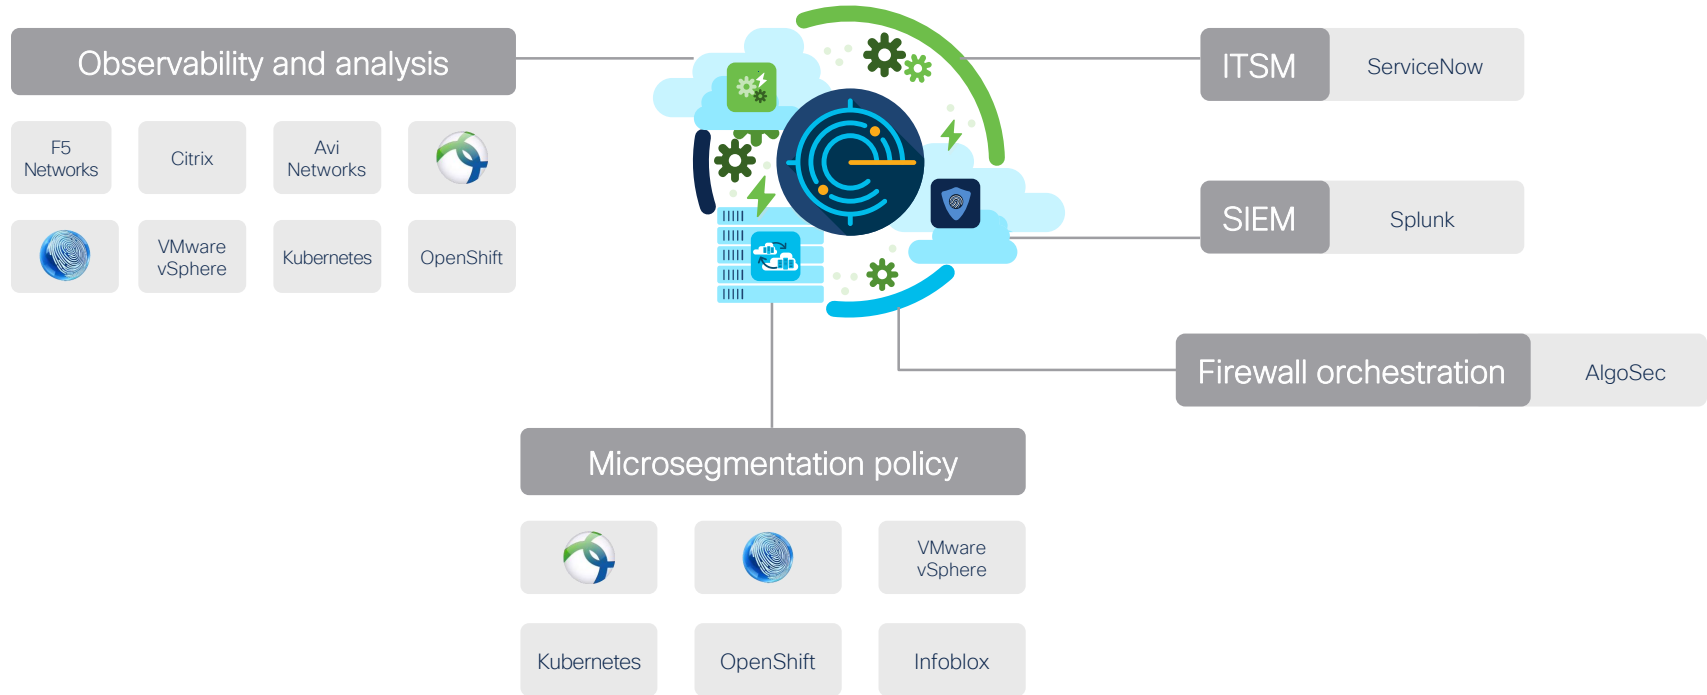 Observability and analysis
F5
Networks
Citrix
Avi
Networks
VMware
vSphere
Kubernetes
OpenShift
ITSM
ServiceNow
SIEM
Splunk
Firewall orchestration
AlgoSec
Microsegmentation policy
VMware
vSphere
Kubernetes
OpenShift
Infoblox